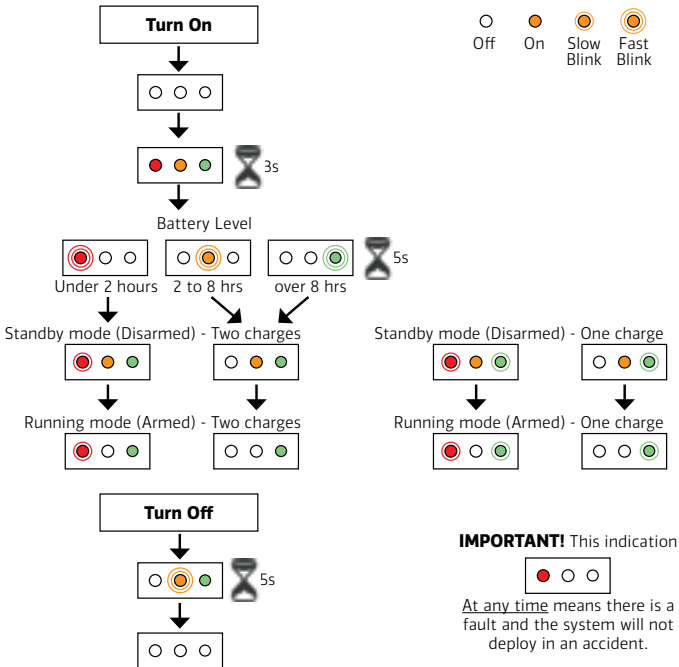 Turn On
Off On Slow Blink Fast Blink
3s
Battery Level
5s
Under 2 hours 2 to 8 hrs over 8 hrs
Standby mode (Disarmed) - Two charges
Running mode (Armed) - Two charges
Standby mode (Disarmed) - One charge
Running mode (Armed) - One charge
Turn Off
5s
IMPORTANT! This indication
At any time means there is a
fault and the system will not
deploy in an accident.